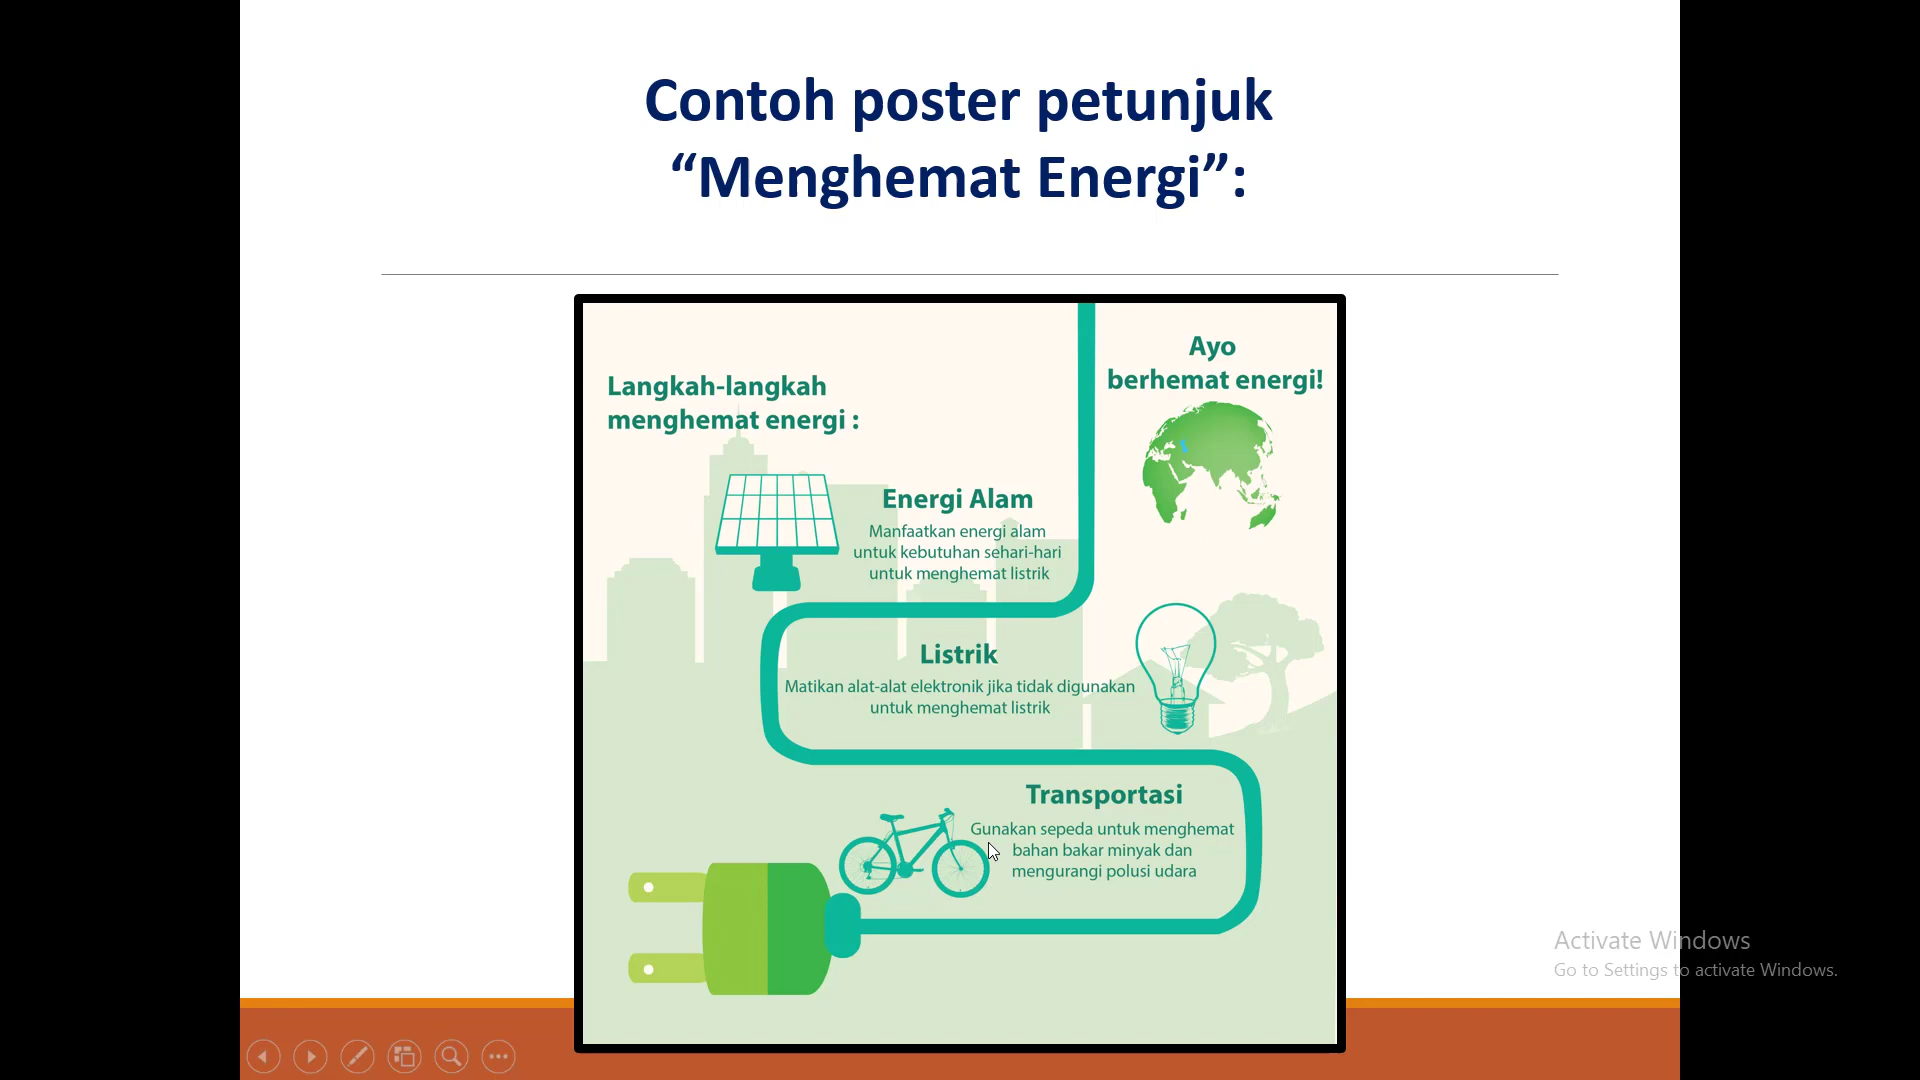 Contoh poster petunjuk
“Menghemat Energi”:
Ayo
berhemat energi!
Langkah-langkah
menghemat energi :
Energi Alam
Manfaatkan energi alam
untuk kebutuhan sehari-hari
untuk menghemat listrik
Listrik
Matikan alat-alat elektronik jika tidak digunakan
untuk menghemat listrik
Transportasi
Gunakan sepeda untuk menghemat
bahan bakar minyak dan
mengurangi polusi udara
Activate Windows
Go to Settings to activate Windows.